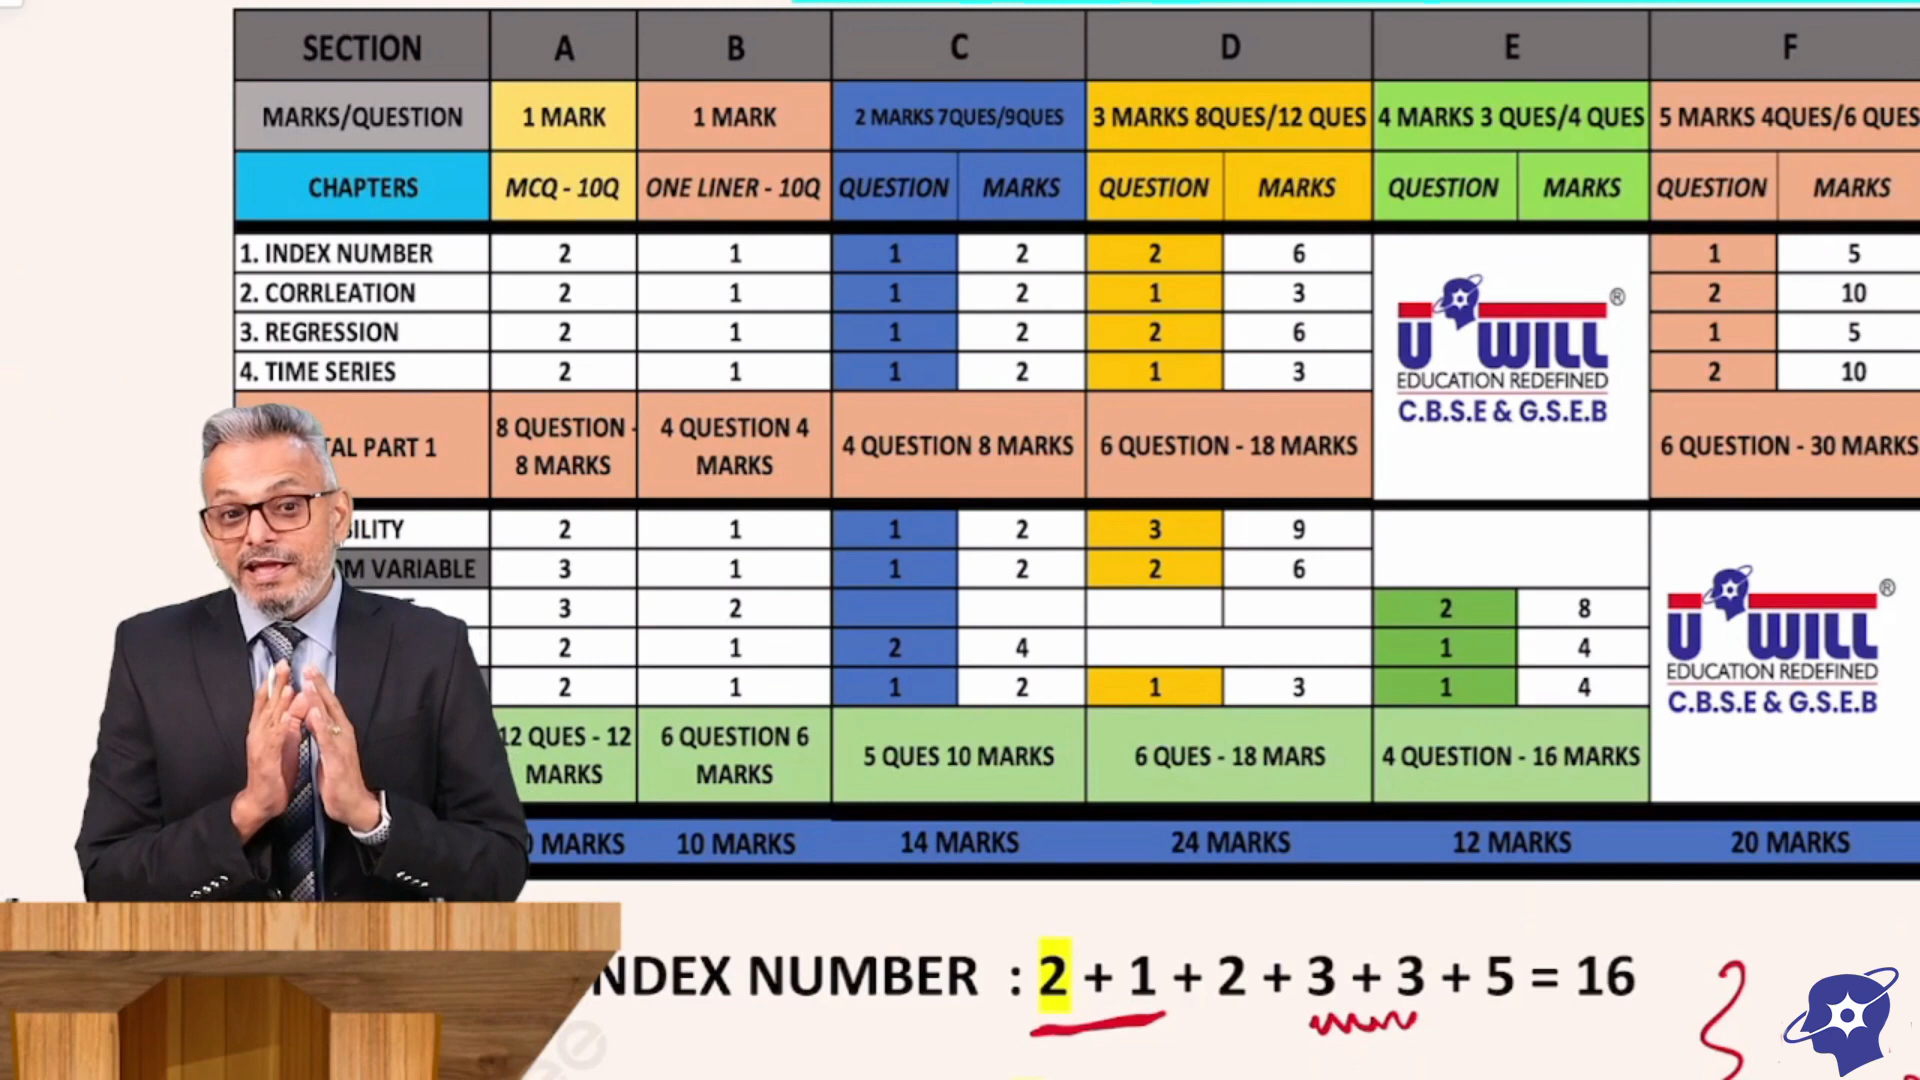 SECTION A B C D E F
MARKS/QUESTION 1 MARK 1 MARK 2 MARKS 7QUES/9QUES 3 MARKS 8QUES/12 QUES 4 MARKS 3 QUES/4 QUES 5 MARKS 4QUES/6 QUES
CHAPTERS MCQ - 10Q ONE LINER - 10Q QUESTION MARKS QUESTION MARKS QUESTION MARKS QUESTION MARKS
1. INDEX NUMBER 2 1 1 2 2 6 1 5
2. CORRLEATION 2 1 1 2 1 3 2 10
3. REGRESSION 2 1 1 2 2 6 1 5
4. TIME SERIES 2 1 1 2 1 3 2 10
U WILL ®
EDUCATION REDEFINED
C.B.S.E & G.S.E.B
TAL PART 1 8 QUESTION - 8 MARKS 4 QUESTION 4 MARKS 4 QUESTION 8 MARKS 6 QUESTION - 18 MARKS 6 QUESTION - 30 MARKS
BILITY 2 1 1 2 3 9
OM VARIABLE 3 1 1 2 2 6
3 2 2 8
2 1 2 4 1 4
2 1 1 2 1 3 1 4
U WILL ®
EDUCATION REDEFINED
C.B.S.E & G.S.E.B
12 QUES - 12 MARKS 6 QUESTION 6 MARKS 5 QUES 10 MARKS 6 QUES - 18 MARS 4 QUESTION - 16 MARKS
0 MARKS 10 MARKS 14 MARKS 24 MARKS 12 MARKS 20 MARKS
NDEX NUMBER : 2 + 1 + 2 + 3 + 3 + 5 = 16